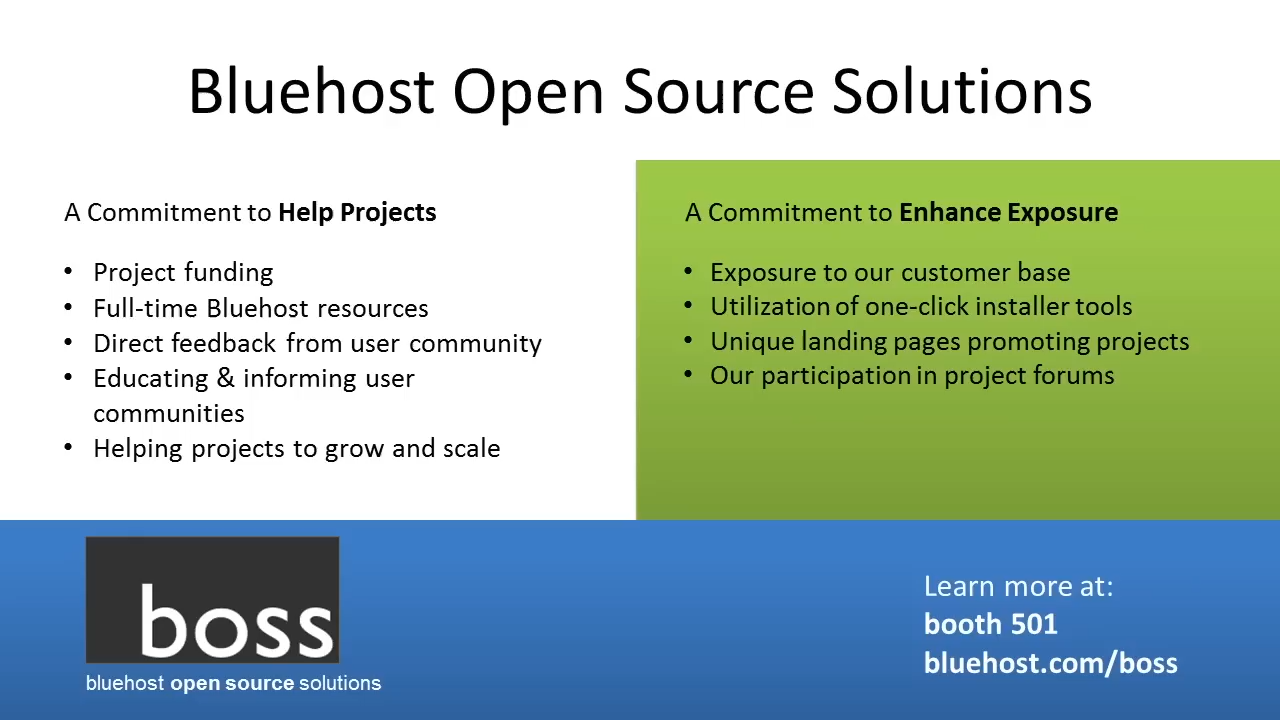 Bluehost Open Source Solutions
A Commitment to Help Projects
• Project funding
• Full-time Bluehost resources
• Direct feedback from user community
• Educating & informing user
communities
• Helping projects to grow and scale
A Commitment to Enhance Exposure
• Exposure to our customer base
• Utilization of one-click installer tools
• Unique landing pages promoting projects
• Our participation in project forums
boss
bluehost open source solutions
Learn more at:
booth 501
bluehost.com/boss